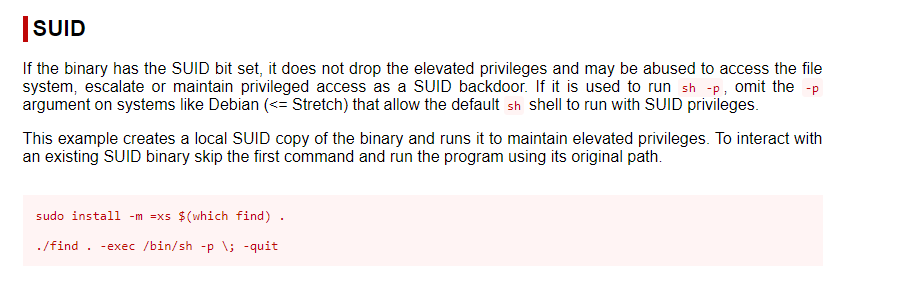 SUID
If the binary has the SUID bit set, it does not drop the elevated privileges and may be abused to access the file
system, escalate or maintain privileged access as a SUID backdoor. If it is used to run sh -p, omit the -p
argument on systems like Debian (<= Stretch) that allow the default sh shell to run with SUID privileges.
This example creates a local SUID copy of the binary and runs it to maintain elevated privileges. To interact with
an existing SUID binary skip the first command and run the program using its original path.
sudo install -m =xs $(which find) .
./find . -exec /bin/sh -p \; -quit